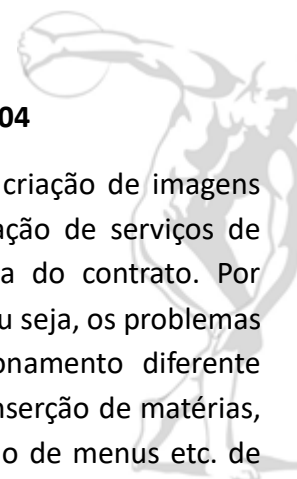 04
criação de imagens
ação de serviços de
a do contrato. Por
u seja, os problemas
onamento diferente
nserção de matérias,
o de menus etc. de